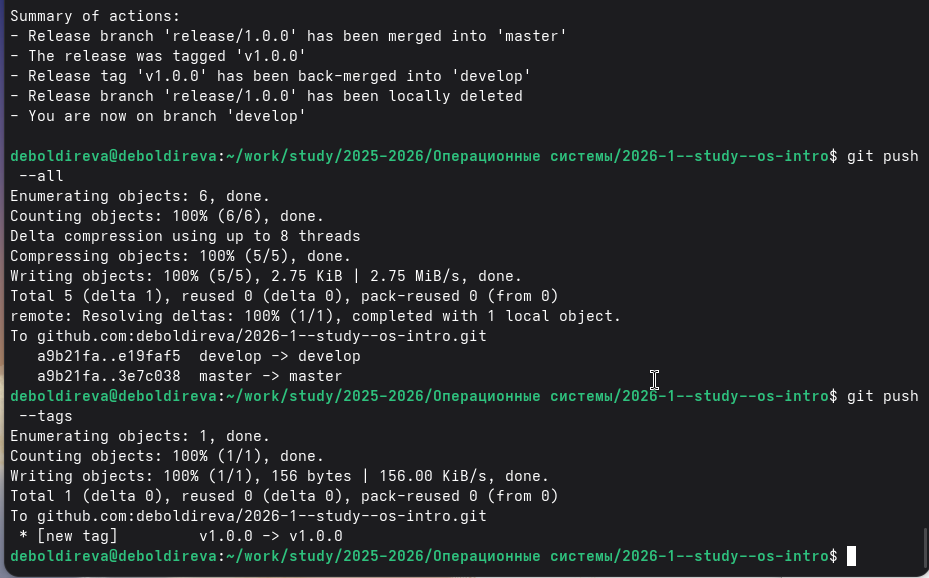 Summary of actions:
- Release branch 'release/1.0.0' has been merged into 'master'
- The release was tagged 'v1.0.0'
- Release tag 'v1.0.0' has been back-merged into 'develop'
- Release branch 'release/1.0.0' has been locally deleted
- You are now on branch 'develop'
deboldireva@deboldireva:~/work/study/2025-2026/Операционные системы/2026-1--study--os-intro$ git push
--all
Enumerating objects: 6, done.
Counting objects: 100% (6/6), done.
Delta compression using up to 8 threads
Compressing objects: 100% (5/5), done.
Writing objects: 100% (5/5), 2.75 KiB | 2.75 MiB/s, done.
Total 5 (delta 1), reused 0 (delta 0), pack-reused 0 (from 0)
remote: Resolving deltas: 100% (1/1), completed with 1 local object.
To github.com:deboldireva/2026-1--study--os-intro.git
a9b21fa..e19faf5  develop -> develop
a9b21fa..3e7c038  master -> master
deboldireva@deboldireva:~/work/study/2025-2026/Операционные системы/2026-1--study--os-intro$ git push
--tags
Enumerating objects: 1, done.
Counting objects: 100% (1/1), done.
Writing objects: 100% (1/1), 156 bytes | 156.00 KiB/s, done.
Total 1 (delta 0), reused 0 (delta 0), pack-reused 0 (from 0)
To github.com:deboldireva/2026-1--study--os-intro.git
* [new tag]         v1.0.0 -> v1.0.0
deboldireva@deboldireva:~/work/study/2025-2026/Операционные системы/2026-1--study--os-intro$